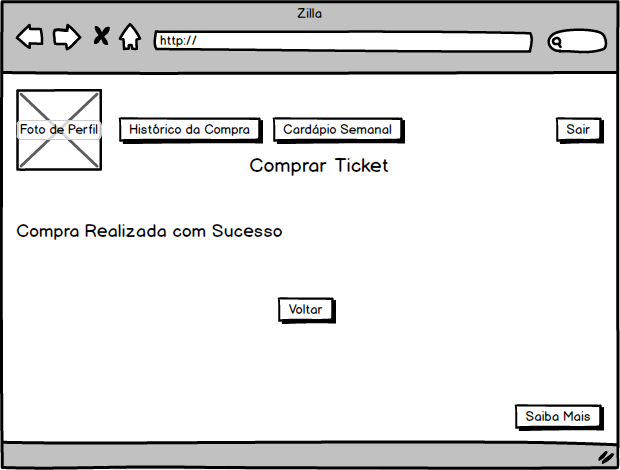 Zilla
http://
Foto de Perfil
Histórico da Compra
Cardápio Semanal
Sair
Comprar Ticket
Compra Realizada com Sucesso
Voltar
Saiba Mais